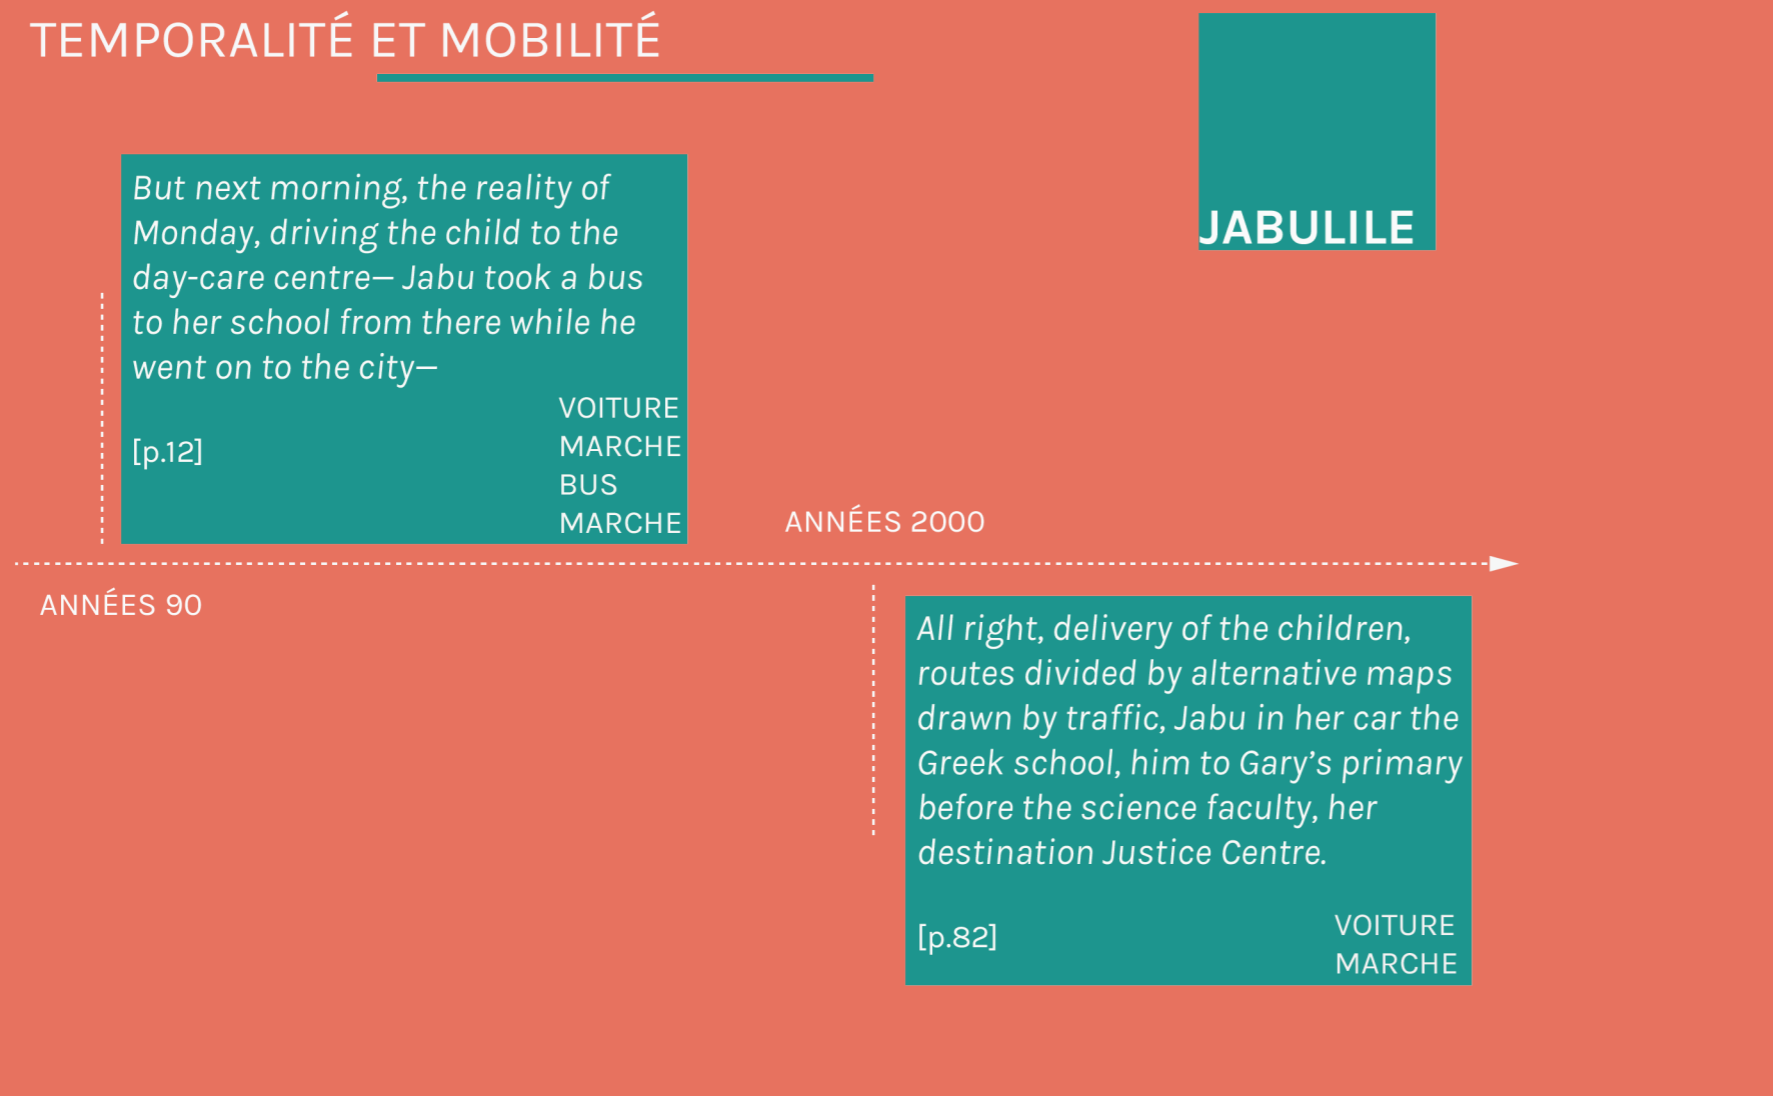 TEMPORALITÉ ET MOBILITÉ
JABULILE
But next morning, the reality of
Monday, driving the child to the
day-care centre— Jabu took a bus
to her school from there while he
went on to the city—
[p.12]
VOITURE
MARCHE
BUS
MARCHE
ANNÉES 2000
ANNÉES 90
All right, delivery of the children,
routes divided by alternative maps
drawn by traffic, Jabu in her car the
Greek school, him to Gary’s primary
before the science faculty, her
destination Justice Centre.
[p.82]
VOITURE
MARCHE